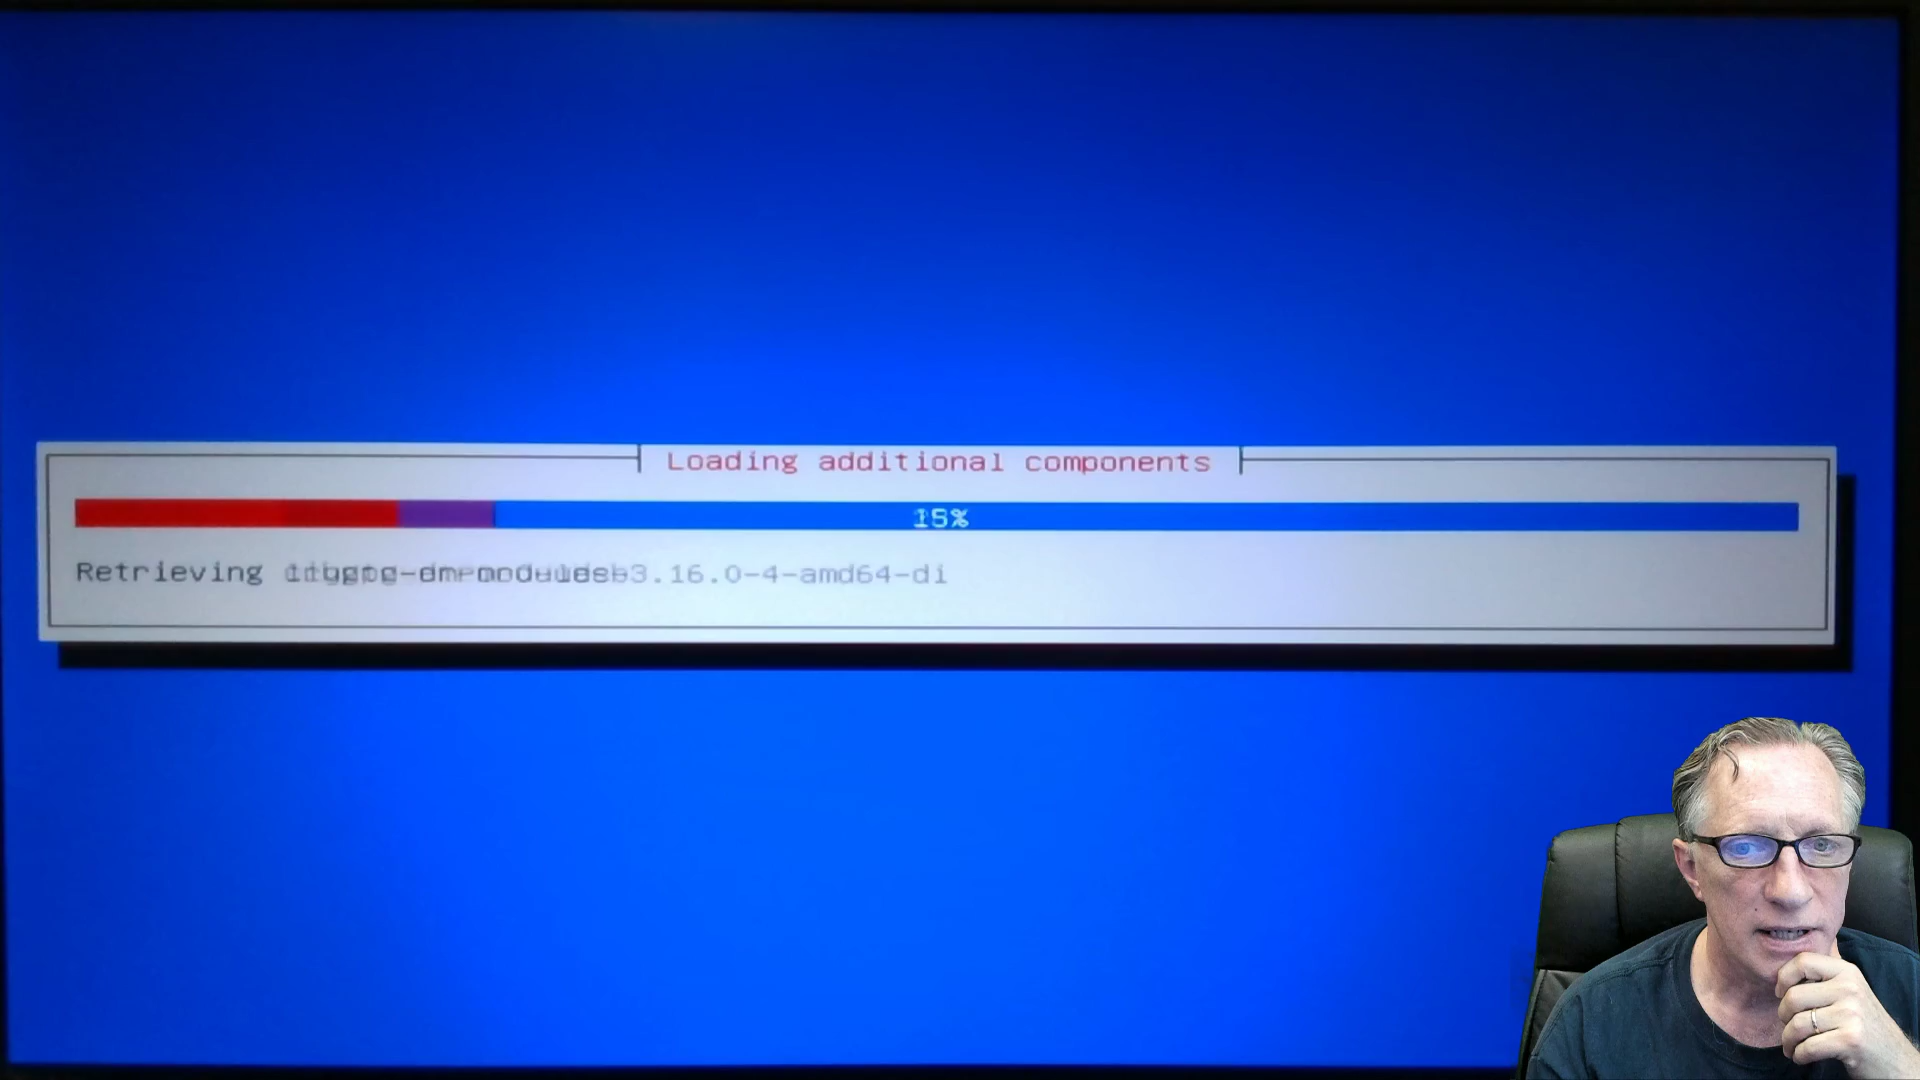 Loading additional components
15%
Retrieving 3.16.0-4-amd64-di